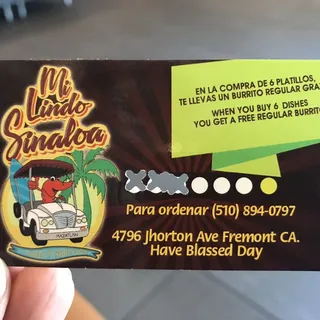 Mi
Lindo
Sinaloa
MAZATLAN
EN LA COMPRA DE 6 PLATILLOS,
TE LLEVAS UN BURRITO REGULAR GRA
WHEN YOU BUY 6 DISHES
YOU GET A FREE REGULAR BURRIT
Para ordenar (510) 894-0797
4796 Jhorton Ave Fremont CA.
Have Blassed Day